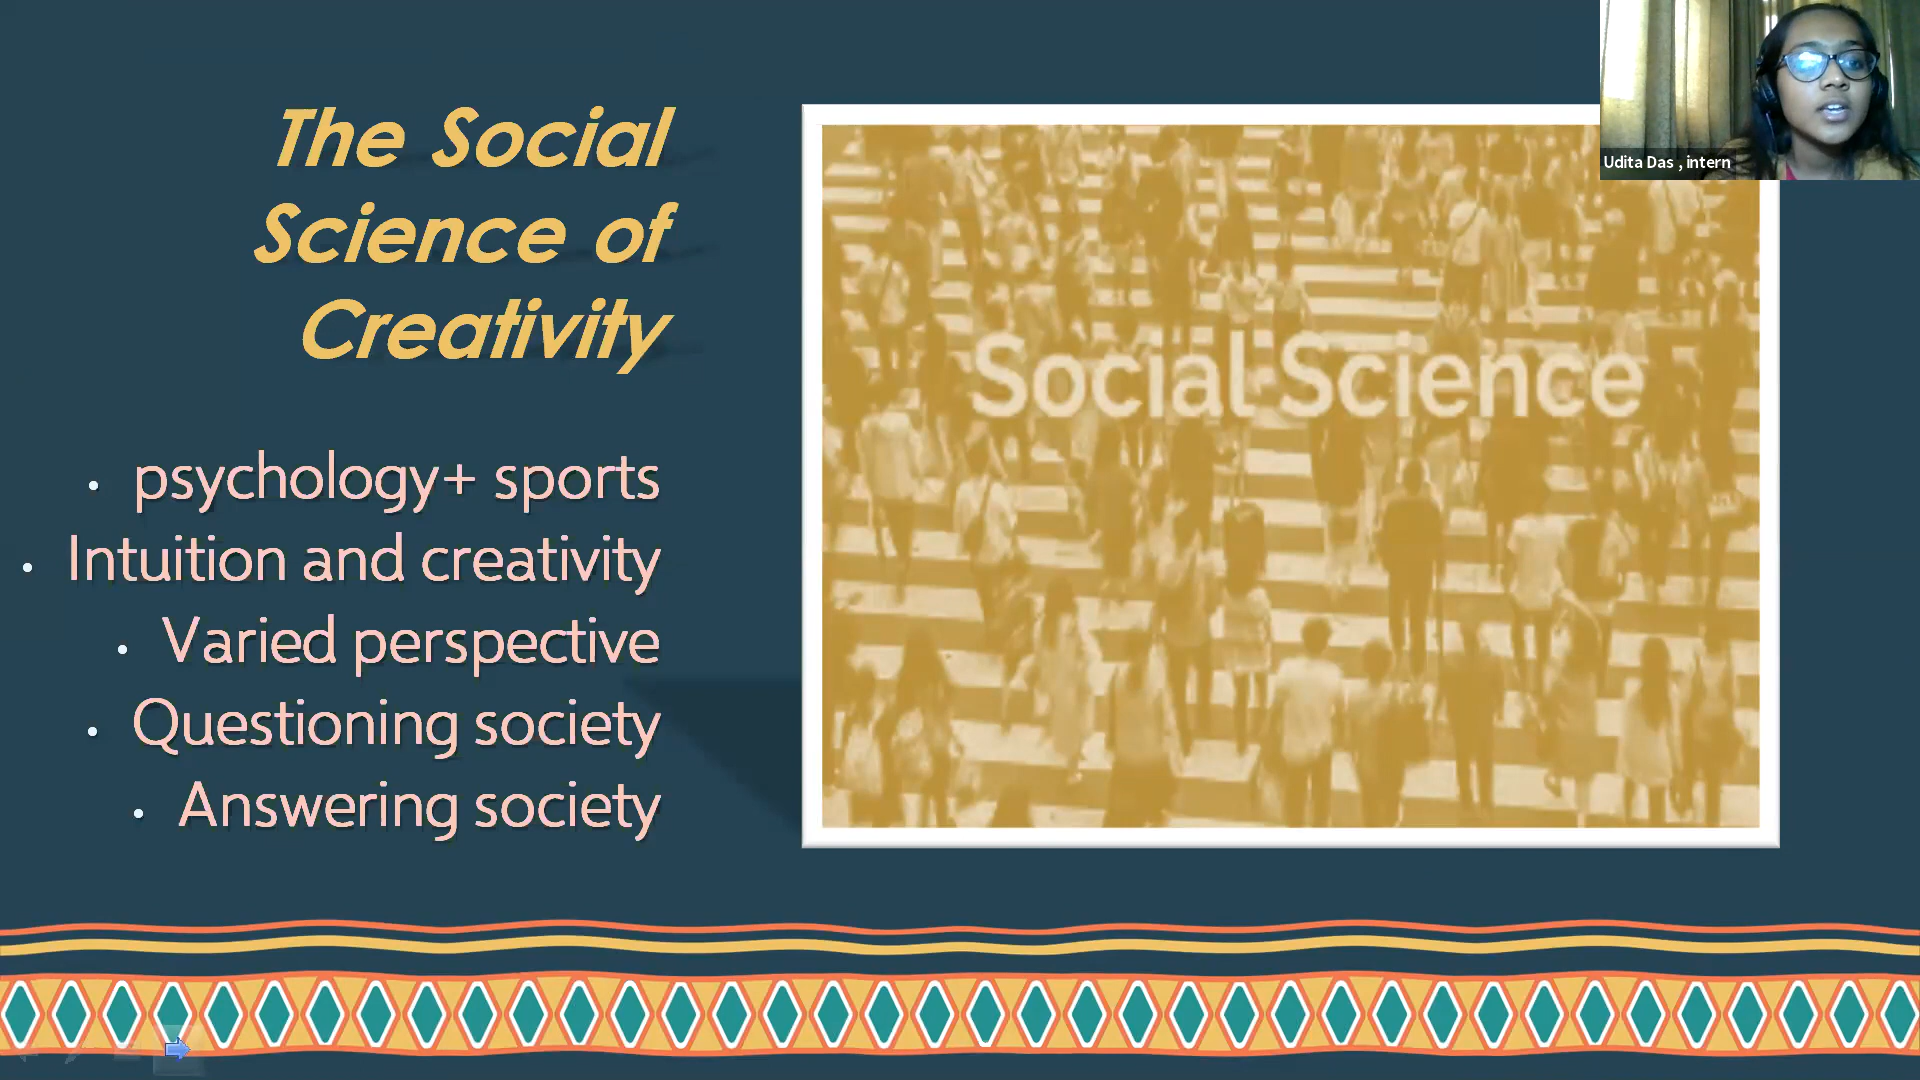 The Social
Science of
Creativity
• psychology+ sports
• Intuition and creativity
• Varied perspective
• Questioning society
• Answering society
Social Science
Udita Das , intern